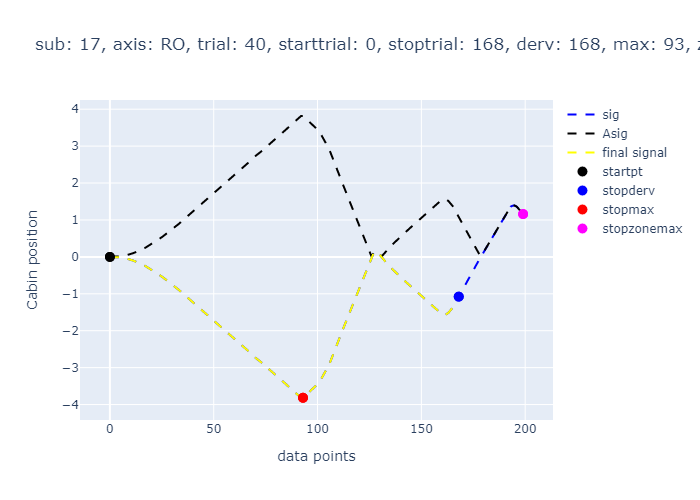 sub: 17, axis: RO, trial: 40, starttrial: 0, stoptrial: 168, derv: 168, max: 93,
4
3
2
1
0
−1
−2
−3
−4
Cabin position
0
50
100
150
200
data points
sig
Asig
final signal
startpt
stopderv
stopmax
stopzonemax